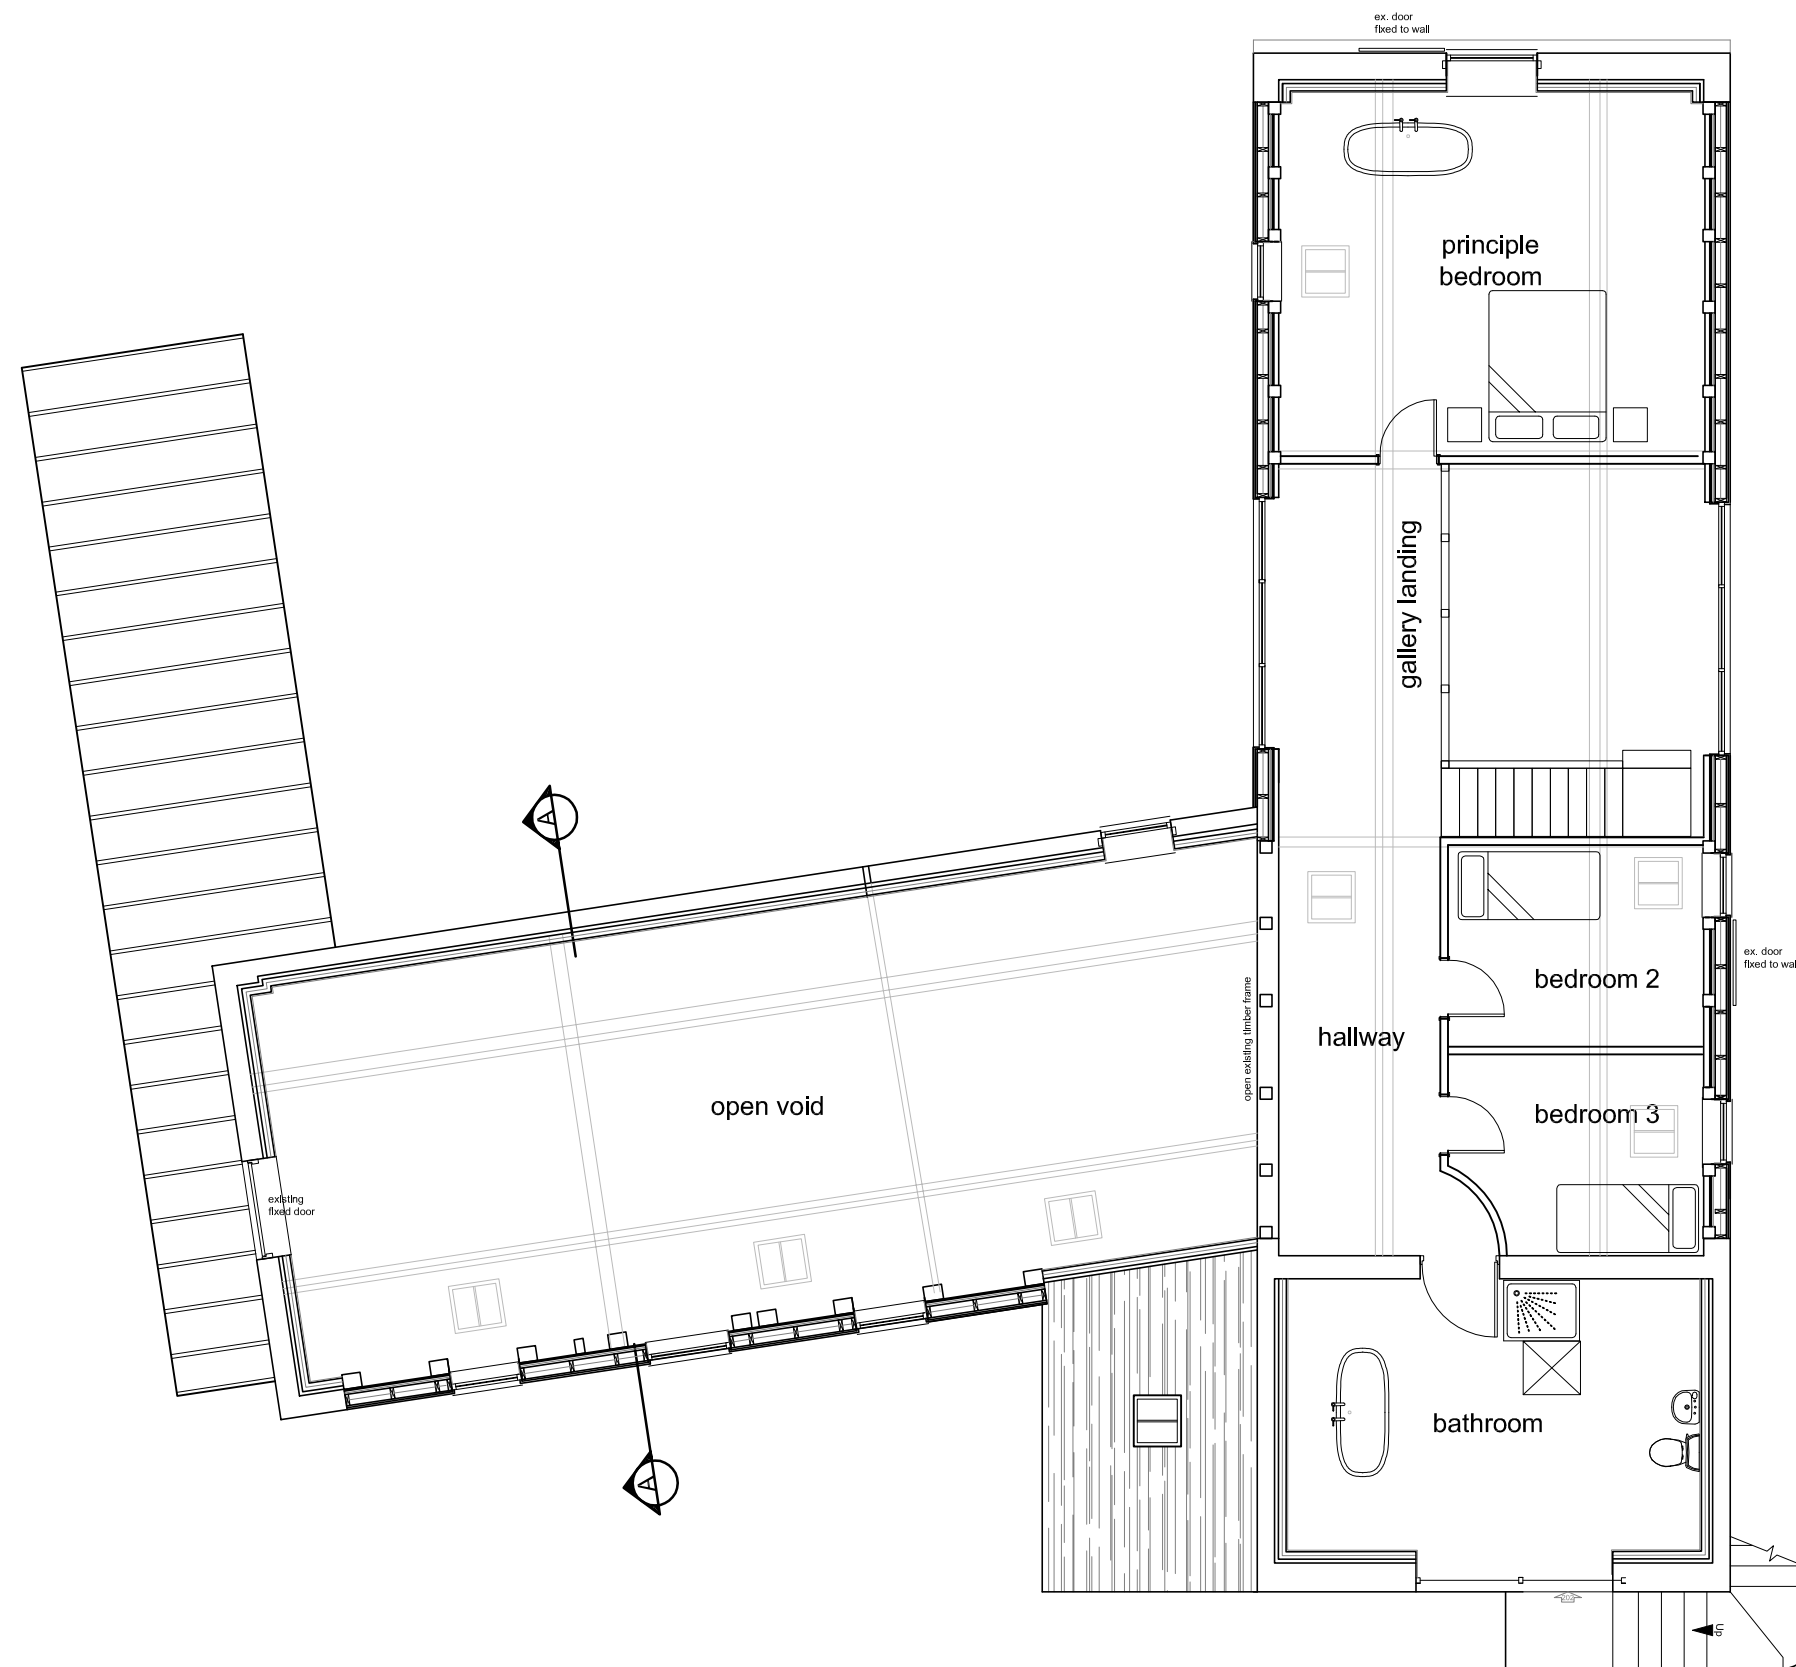 ex. door
fixed to wall
principle
bedroom
gallery landing
A
bedroom 2
ex. door
fixed to wal
open existing timber frame
hallway
open void
bedroom 3
existing
fixed door
bathroom
A
Up